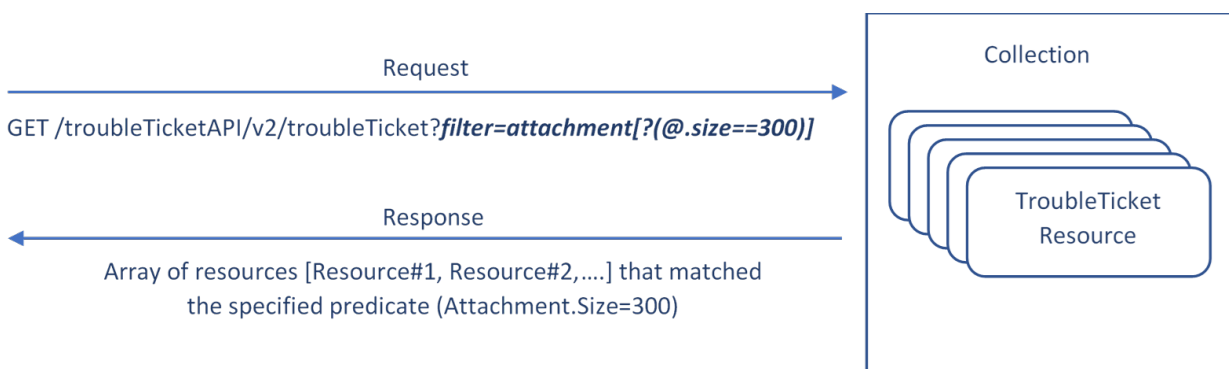 Request
GET /troubleTicketAPI/v2/troubleTicket?filter=attachment[?(@.size==300)]
Response
Array of resources [Resource#1, Resource#2,....] that matched
the specified predicate (Attachment.Size=300)
Collection
TroubleTicket
Resource